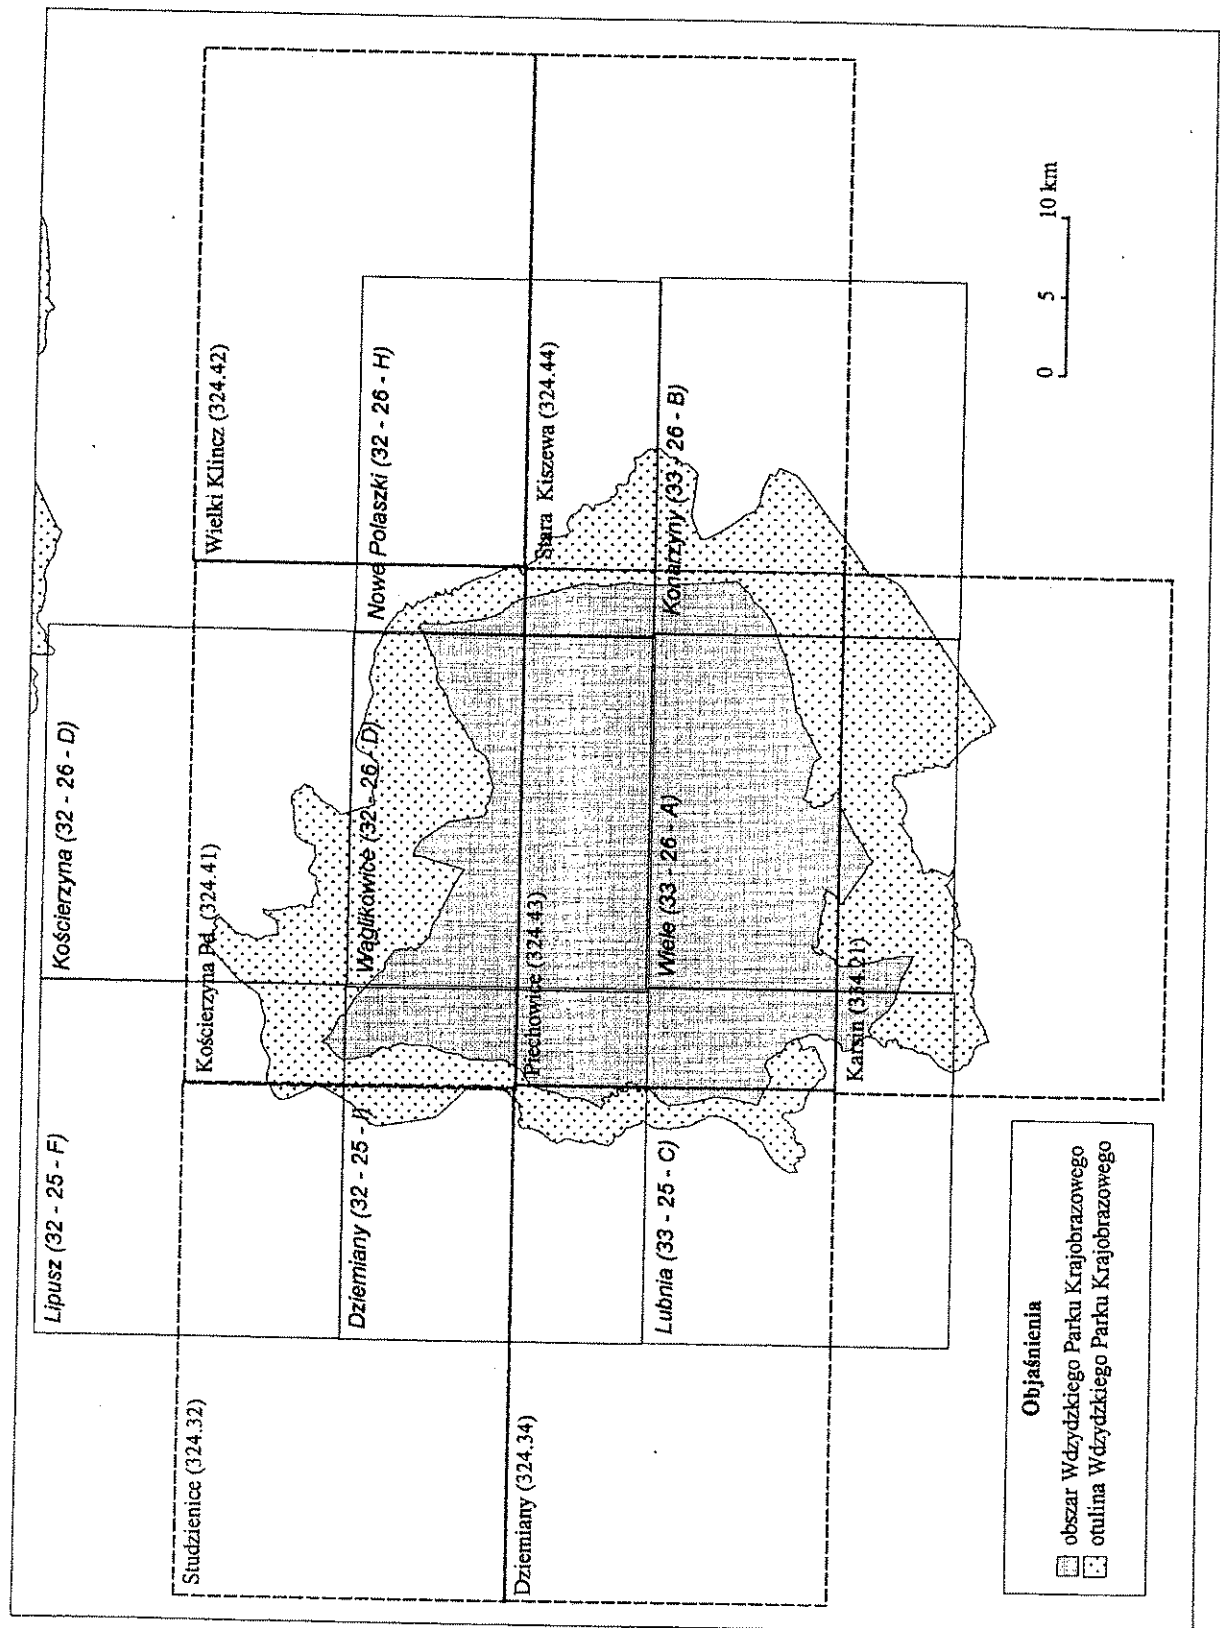 Lipusz (32 - 25 - F)
Kościerzyna (32 - 26 - D)
Studzienice (324.32)
Kościerzyna Pd. (324.41)
Wielki Klincz (324.42)
Dziemiany (32 - 25 -
Wąglikowice (32 - 26 - D)
Nowe Polaszki (32 - 26 - H)
Dziemiany (324.34)
Piechowice (324.43)
Stara Kiszewa (324.44)
Lubnia (33 - 25 - C)
Wiele (33 - 26 - A)
Konarzyny (33 - 26 - B)
Karsin (334.21)
0 5 10 km
Objaśnienia
obszar Wdzydzkiego Parku Krajobrazowego
otulina Wdzydzkiego Parku Krajobrazowego